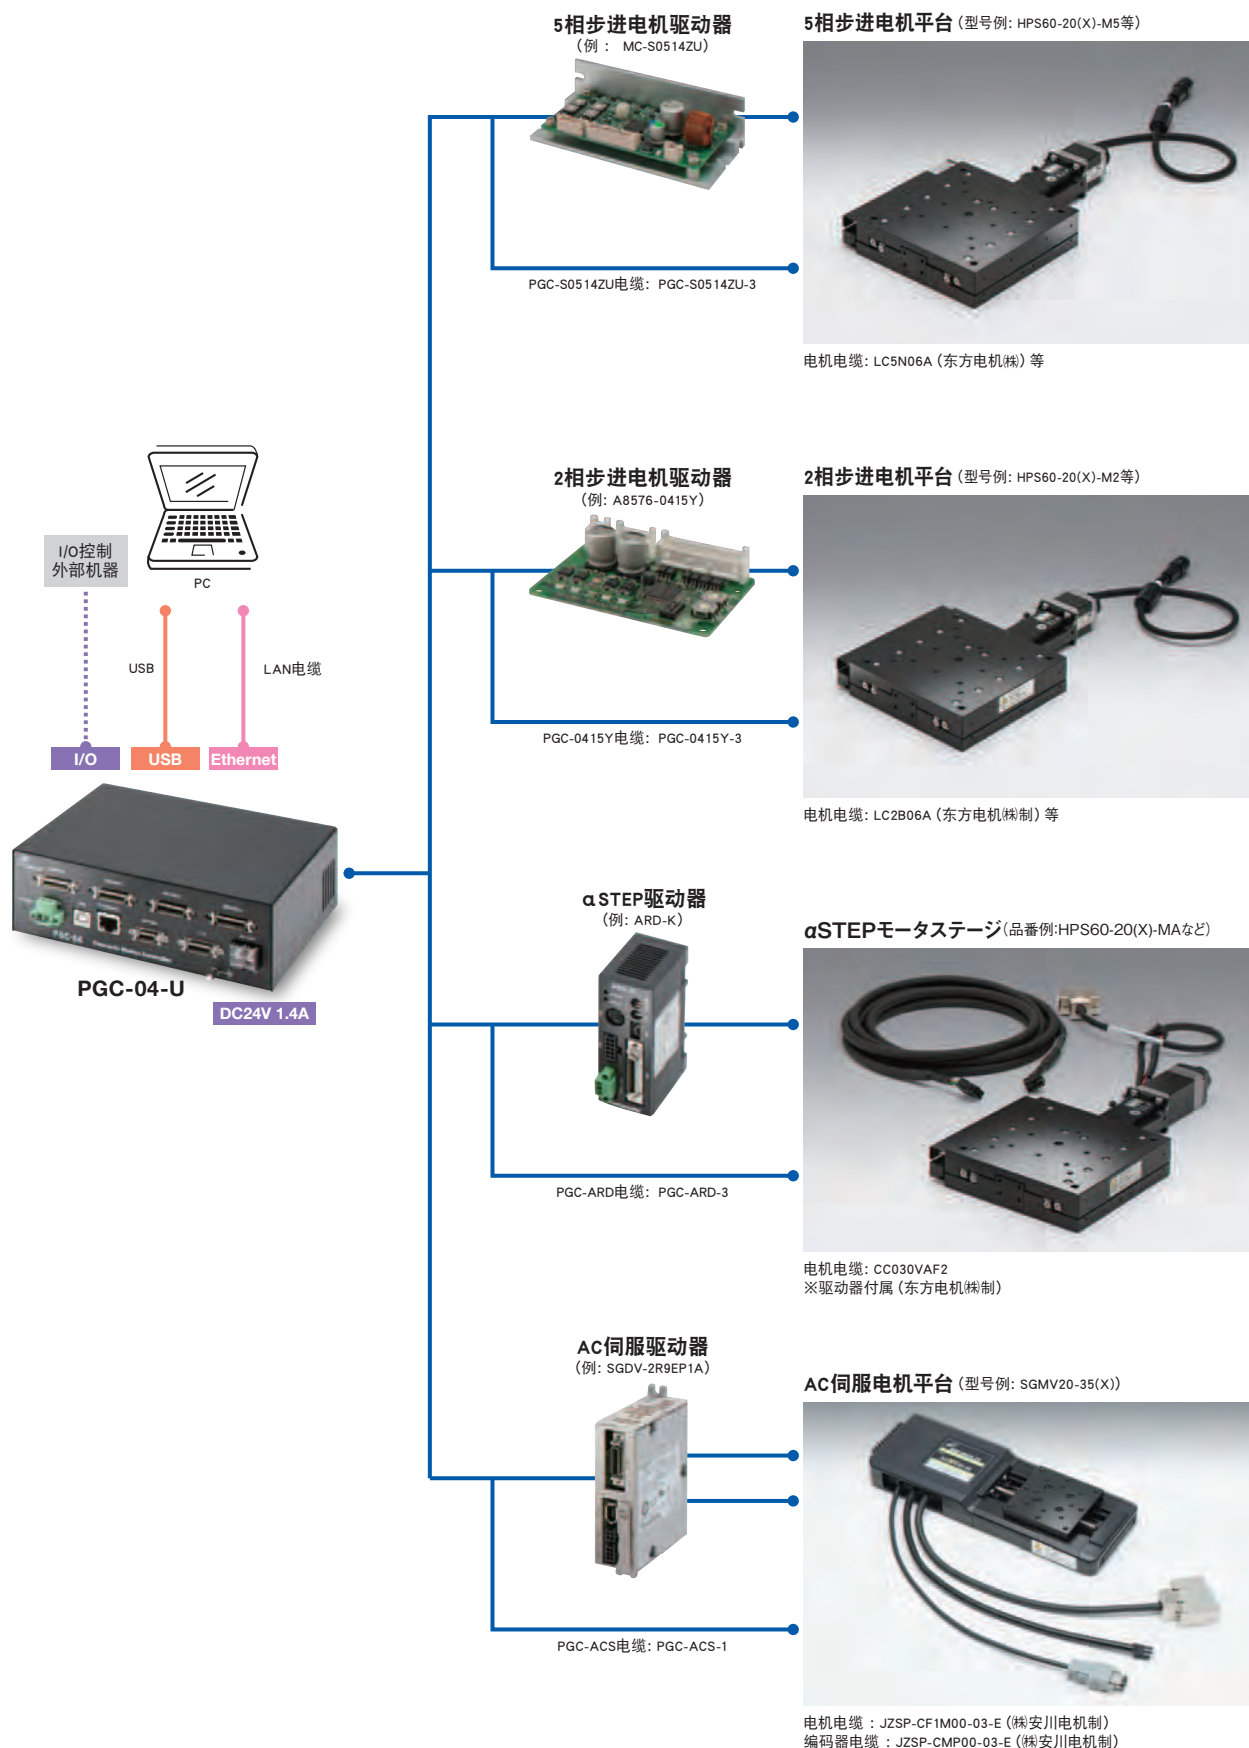 5相步进电机驱动器
(例 : MC-S0514ZU)
5相步进电机平台 (型号例: HPS60-20(X)-M5等)
PGC-S0514ZU电缆: PGC-S0514ZU-3
电机电缆: LC5N06A (东方电机㈱) 等
2相步进电机驱动器
(例: A8576-0415Y)
2相步进电机平台 (型号例: HPS60-20(X)-M2等)
I/O控制
外部机器
PC
USB
LAN电缆
PGC-0415Y电缆: PGC-0415Y-3
I/O
USB
Ethernet
电机电缆: LC2B06A (东方电机㈱制) 等
PGC-04-U
DC24V 1.4A
αSTEP驱动器
(例: ARD-K)
αSTEPモータステージ(品番例:HPS60-20(X)-MAなど)
PGC-ARD电缆: PGC-ARD-3
电机电缆: CC030VAF2
※驱动器付属 (东方电机㈱制)
AC伺服驱动器
(例: SGDV-2R9EP1A)
AC伺服电机平台 (型号例: SGMV20-35(X))
PGC-ACS电缆: PGC-ACS-1
电机电缆 : JZSP-CF1M00-03-E (㈱安川电机制)
编码器电缆 : JZSP-CMP00-03-E (㈱安川电机制)